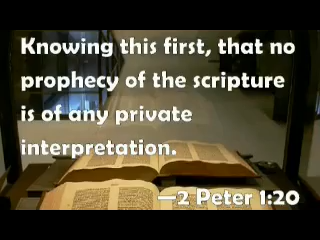 Knowing this first, that no
prophecy of the scripture
is of any private
interpretation.
—2 Peter 1:20